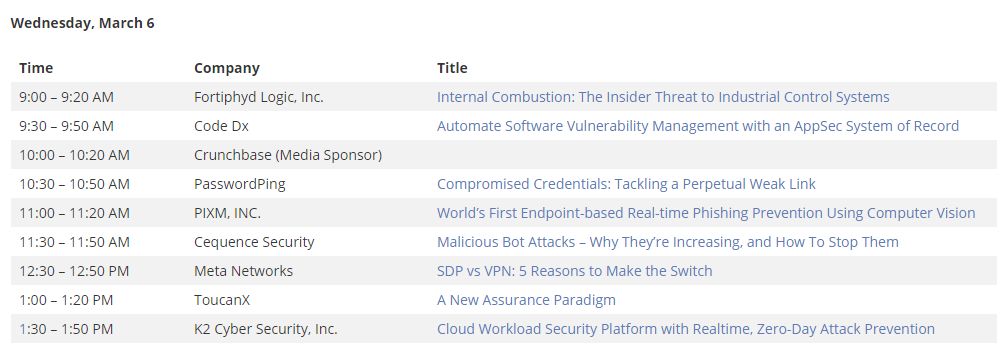 Wednesday, March 6
Time Company Title
9:00 – 9:20 AM Fortiphyd Logic, Inc. Internal Combustion: The Insider Threat to Industrial Control Systems
9:30 – 9:50 AM Code Dx Automate Software Vulnerability Management with an AppSec System of Record
10:00 – 10:20 AM Crunchbase (Media Sponsor)
10:30 – 10:50 AM PasswordPing Compromised Credentials: Tackling a Perpetual Weak Link
11:00 – 11:20 AM PIXM, INC. World’s First Endpoint-based Real-time Phishing Prevention Using Computer Vision
11:30 – 11:50 AM Cequence Security Malicious Bot Attacks – Why They’re Increasing, and How To Stop Them
12:30 – 12:50 PM Meta Networks SDP vs VPN: 5 Reasons to Make the Switch
1:00 – 1:20 PM ToucanX A New Assurance Paradigm
1:30 – 1:50 PM K2 Cyber Security, Inc. Cloud Workload Security Platform with Realtime, Zero-Day Attack Prevention